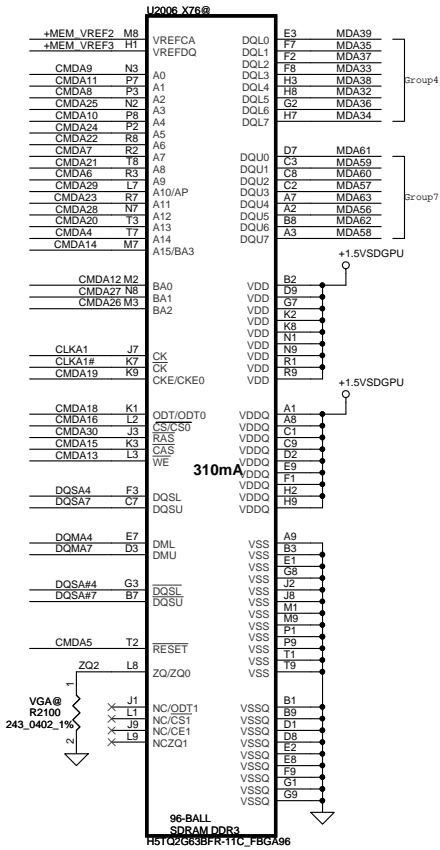 U2006 X76@
+MEM_VREF2 M8 VREFCA
+MEM_VREF3 H1 VREFDQ
CMDA9 N3 A0
CMDA11 P7 A1
CMDA8 P3 A2
CMDA25 N2 A3
CMDA10 P8 A4
CMDA24 P2 A5
CMDA22 R8 A6
CMDA7 R2 A7
CMDA21 T8 A8
CMDA6 R3 A9
CMDA29 L7 A10/AP
CMDA23 R7 A11
CMDA28 N7 A12
CMDA20 T3 A13
CMDA4 T7 A14
CMDA14 M7 A15/BA3
CMDA12 M2 BA0
CMDA27 N8 BA1
CMDA26 M3 BA2
CLKA1 J7 CK
CLKA1# K7 CK
CMDA19 K9 CKE/CKE0
CMDA18 K1 ODT/ODT0
CMDA16 L2 CS/CS0
CMDA30 J3 RAS
CMDA15 K3 CAS
CMDA13 L3 WE
DQSA4 F3 DQSL
DQSA7 C7 DQSU
DQMA4 E7 DML
DQMA7 D3 DMU
DQSA#4 G3 DQSL
DQSA#7 B7 DQSU
CMDA5 T2 RESET
ZQ2 L8 ZQ/ZQ0
1
VGA@
R2100
243_0402_1%
2
J1 NC/ODT1
L1 NC/CS1
J9 NC/CE1
L9 NCZQ1
DQL0 E3 MDA39
DQL1 F7 MDA35
DQL2 F2 MDA37
DQL3 F8 MDA33
DQL4 H3 MDA38
DQL5 H8 MDA32
DQL6 G2 MDA36
DQL7 H7 MDA34
Group4
DQU0 D7 MDA61
DQU1 C3 MDA59
DQU2 C8 MDA60
DQU3 C2 MDA57
DQU4 A7 MDA63
DQU5 A2 MDA56
DQU6 B8 MDA62
DQU7 A3 MDA58
Group7
+1.5VSDGPU
VDD B2
VDD D9
VDD G7
VDD K2
VDD K8
VDD N1
VDD N9
VDD R1
VDD R9
+1.5VSDGPU
VDDQ A1
VDDQ A8
VDDQ C1
VDDQ C9
VDDQ D2
310mA
VDDQ E9
VDDQ F1
VDDQ H2
VDDQ H9
VSS A9
VSS B3
VSS E1
VSS G8
VSS J2
VSS J8
VSS M1
VSS M9
VSS P1
VSS P9
VSS T1
VSS T9
VSSQ B1
VSSQ B9
VSSQ D1
VSSQ D8
VSSQ E2
VSSQ E8
VSSQ F9
VSSQ G1
VSSQ G9
96-BALL
SDRAM DDR3
H5TQ2G63BFR-11C_FBGA96